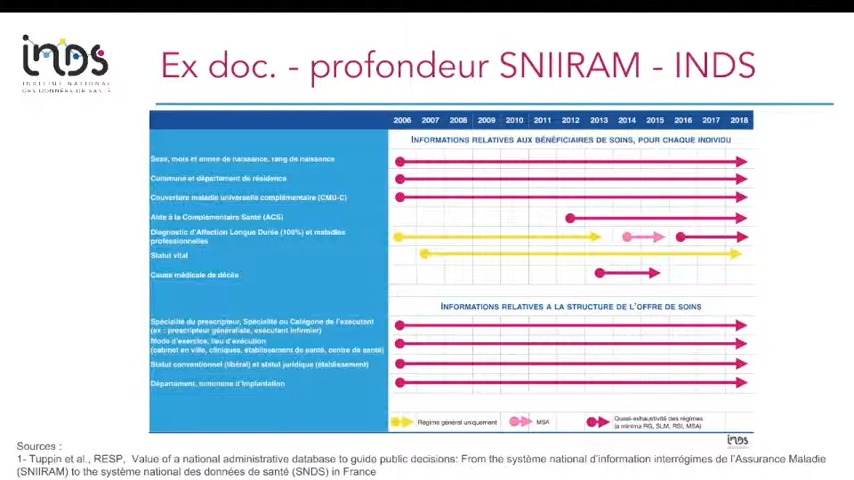 inds
INSTITUT NATIONAL
DES DONNÉES DE SANTÉ
Ex doc. - profondeur SNIIRAM - INDS
2006 2007 2008 2009 2010 2011 2012 2013 2014 2015 2016 2017 2018
INFORMATIONS RELATIVES AUX BÉNÉFICIAIRES DE SOINS, POUR CHAQUE INDIVIDU
Sexe, mois et année de naissance, rang de naissance
Commune et département de résidence
Couverture maladie universelle complémentaire (CMU-C)
Aide à la Complémentaire Santé (ACS)
Diagnostic d'Affection Longue Durée (100%) et maladies
professionnelles
Statut vital
Cause médicale de décès
INFORMATIONS RELATIVES A LA STRUCTURE DE L'OFFRE DE SOINS
Spécialité du prescripteur, Spécialité ou Catégorie de l'exécutant
(ex : prescripteur généraliste, exécutant infirmier)
Mode d'exercice, lieu d'exécution
(cabinet en ville, cliniques, établissement de santé, centre de santé)
Statut conventionnel (libéral) et statut juridique (établissement)
Département, commune d'implantation
Régime général uniquement
MSA
Quasi-exhaustivité des régimes
(a minima RG, SLM, RSI, MSA)
inds
Sources :
1- Tuppin et al., RESP, Value of a national administrative database to guide public decisions: From the système national d'information interrégimes de l'Assurance Maladie
(SNIIRAM) to the système national des données de santé (SNDS) in France